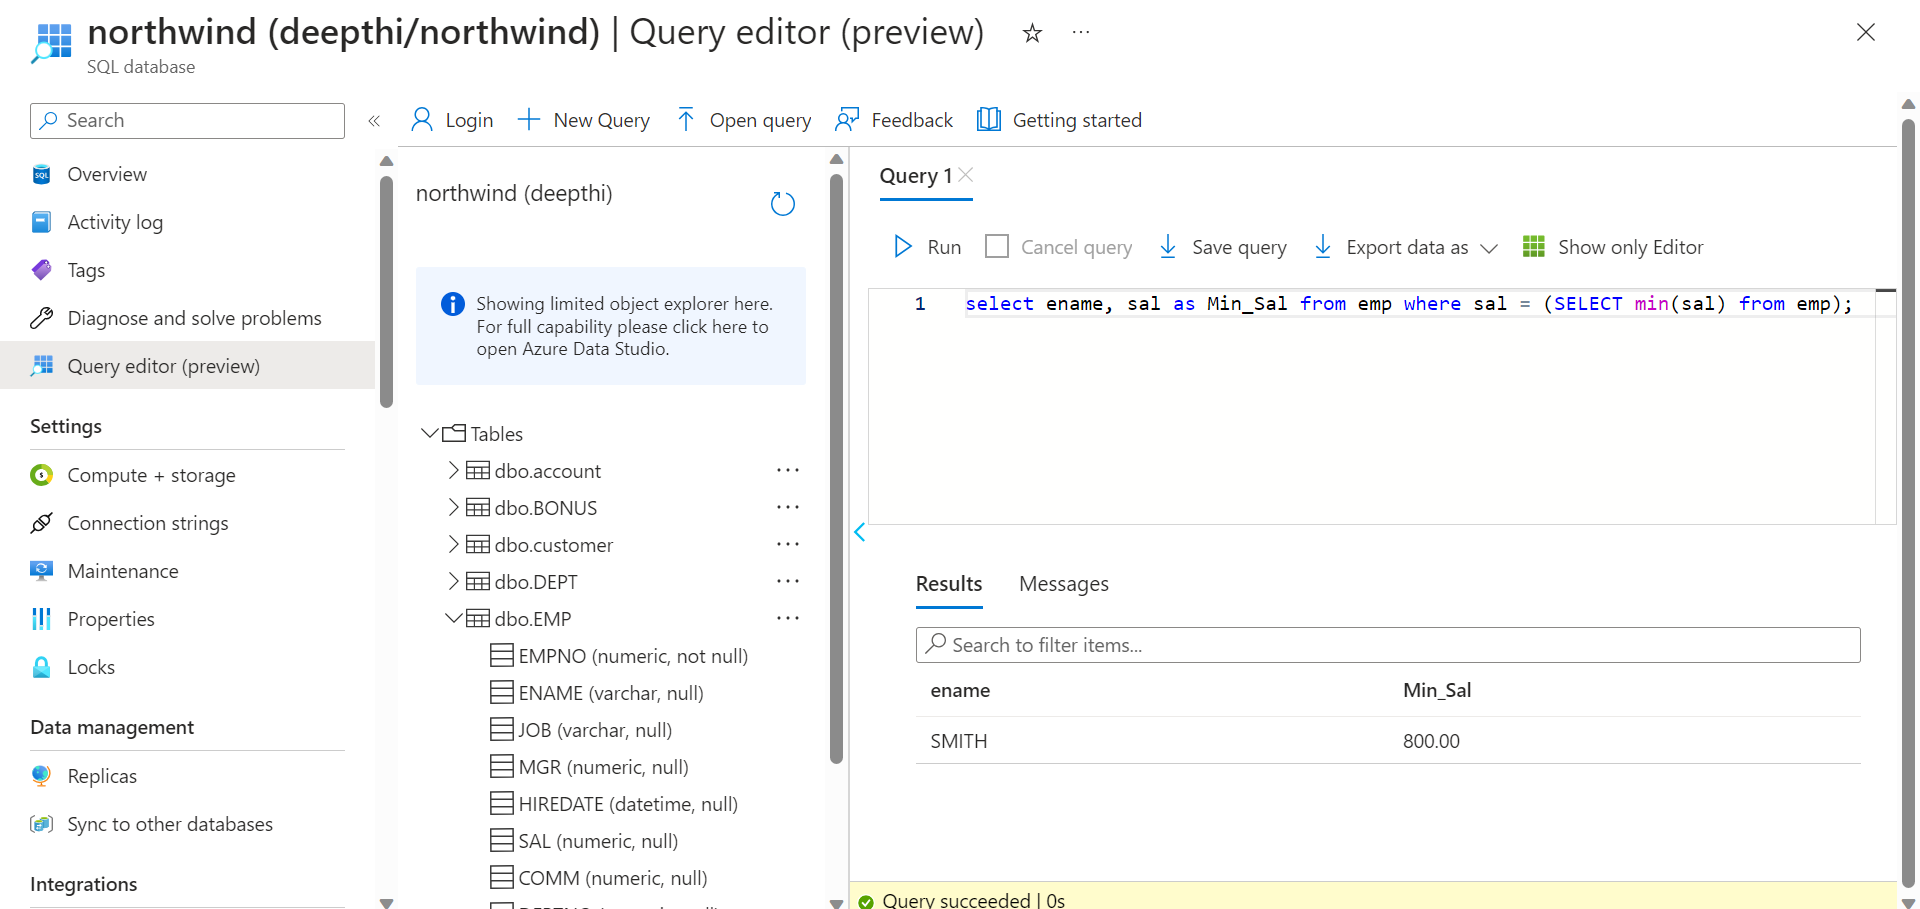 northwind (deepthi/northwind) | Query editor (preview) ☆ ···
SQL database
Search
«
Overview
Activity log
Tags
Diagnose and solve problems
Query editor (preview)
Settings
Compute + storage
Connection strings
Maintenance
Properties
Locks
Data management
Replicas
Sync to other databases
Integrations
Login
New Query
Open query
Feedback
Getting started
northwind (deepthi)
Showing limited object explorer here.
For full capability please click here to
open Azure Data Studio.
Tables
dbo.account ···
dbo.BONUS ···
dbo.customer ···
dbo.DEPT ···
dbo.EMP ···
EMPNO (numeric, not null)
ENAME (varchar, null)
JOB (varchar, null)
MGR (numeric, null)
HIREDATE (datetime, null)
SAL (numeric, null)
COMM (numeric, null)
Query 1
Run
Cancel query
Save query
Export data as
Show only Editor
1 select ename, sal as Min_Sal from emp where sal = (SELECT min(sal) from emp);
Results Messages
Search to filter items...
ename Min_Sal
SMITH 800.00
Query succeeded | 0s